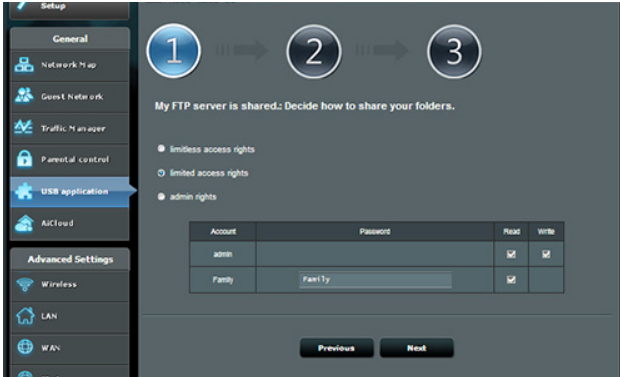 Setup
General
Network Map
Guest Network
Traffic Manager
Parental control
USB application
AiCloud
Advanced Settings
Wireless
LAN
WAN
1 2 3
My FTP server is shared.: Decide how to share your folders.
limitless access rights
limited access rights
admin rights
Account Password Read Write
admin
Family Family
Previous Next